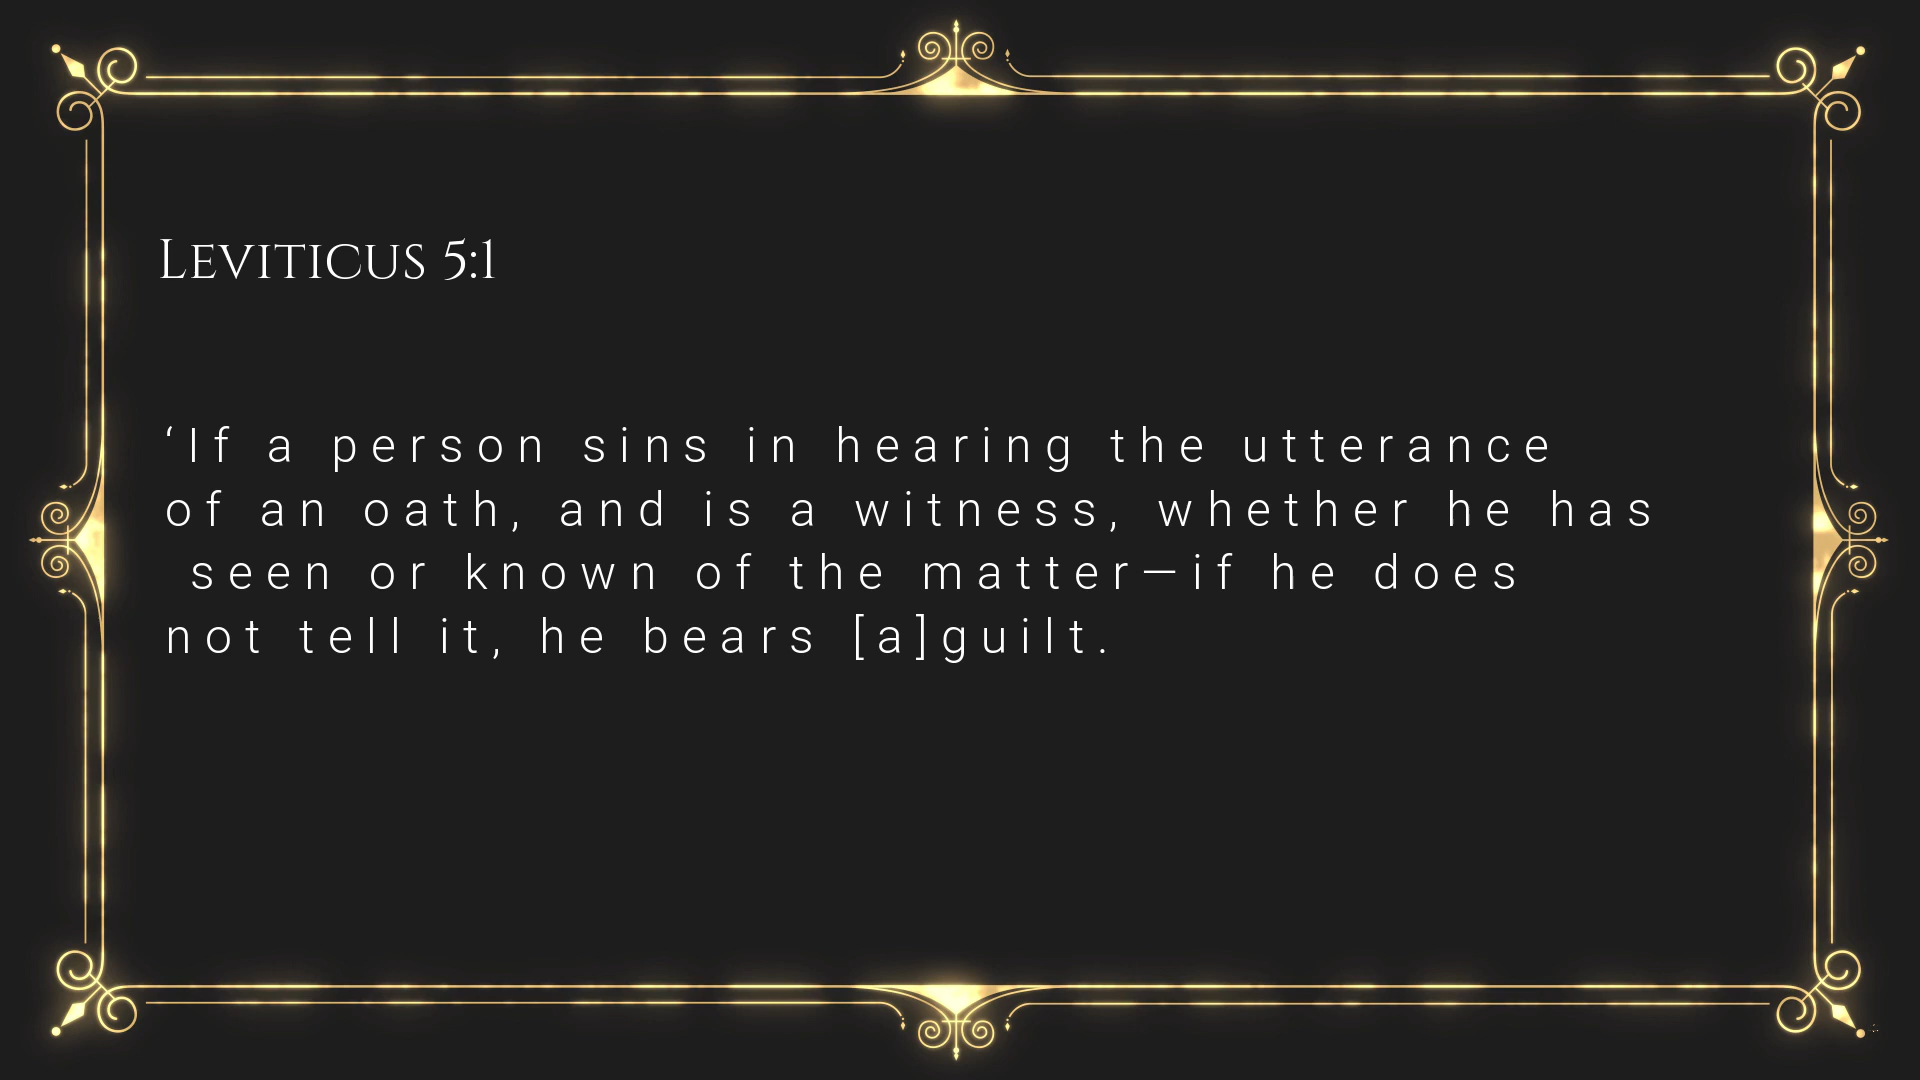 Leviticus 5:1
‘If a person sins in hearing the utterance
of an oath, and is a witness, whether he has
seen or known of the matter—if he does
not tell it, he bears [a]guilt.